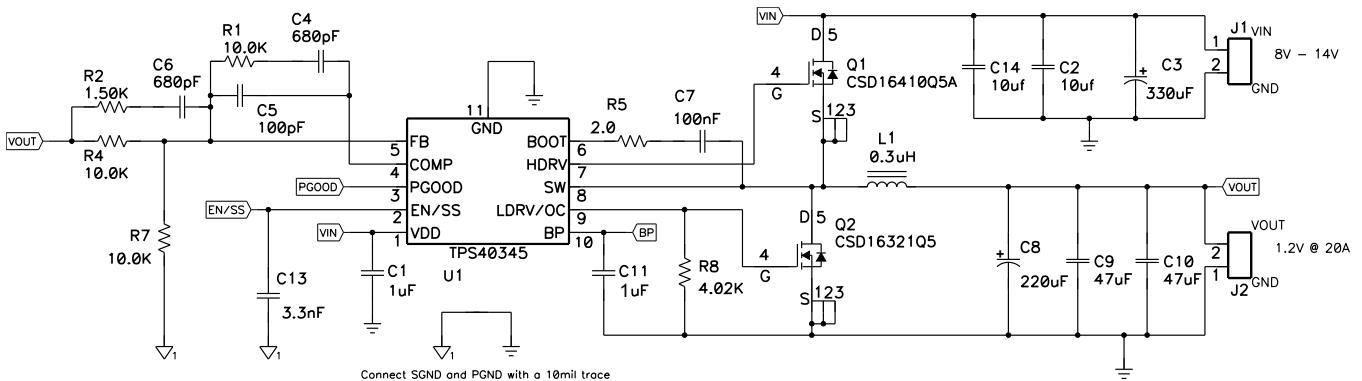 VIN
J1
VIN
1
2
GND
8V – 14V
C14
10uf
C2
10uf
C3
+
330uF
D 5
Q1
CSD16410Q5A
4
G
S 123
R1
10.0K
C4
680pF
R2
1.50K
C6
680pF
C5
100pF
VOUT
R4
10.0K
R7
10.0K
11
GND
FB
5
COMP
4
PGOOD
PGOOD
3
EN/SS
EN/SS
2
VIN
VDD
1
TPS40345
U1
BOOT
6
HDRV
7
SW
8
LDRV/OC
9
BP
10
BP
R5
2.0
C7
100nF
L1
0.3uH
D 5
Q2
CSD16321Q5
4
G
S 123
VOUT
VOUT
2
1
J2
GND
1.2V @ 20A
C8
+
220uF
C9
47uF
C10
47uF
R8
4.02K
C11
1uF
C1
1uF
C13
3.3nF
1
1
1
Connect SGND and PGND with a 10mil trace